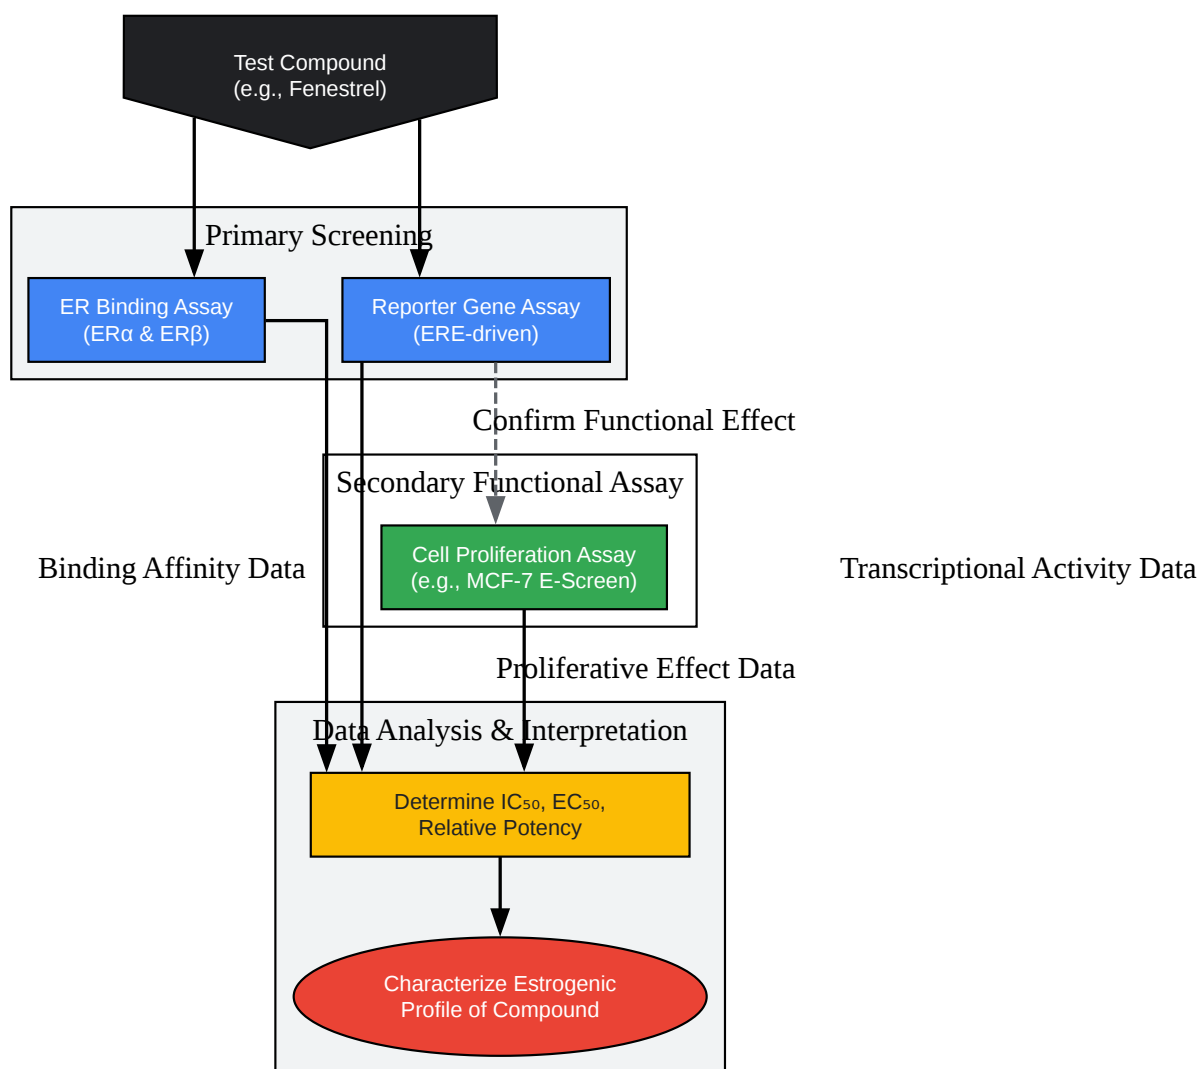 Test Compound
(e.g., Fenestrel)
Primary Screening
ER Binding Assay
(ERα & ERβ)
Reporter Gene Assay
(ERE-driven)
Confirm Functional Effect
Secondary Functional Assay
Cell Proliferation Assay
(e.g., MCF-7 E-Screen)
Binding Affinity Data
Transcriptional Activity Data
Proliferative Effect Data
Data Analysis & Interpretation
Determine IC₅₀, EC₅₀,
Relative Potency
Characterize Estrogenic
Profile of Compound